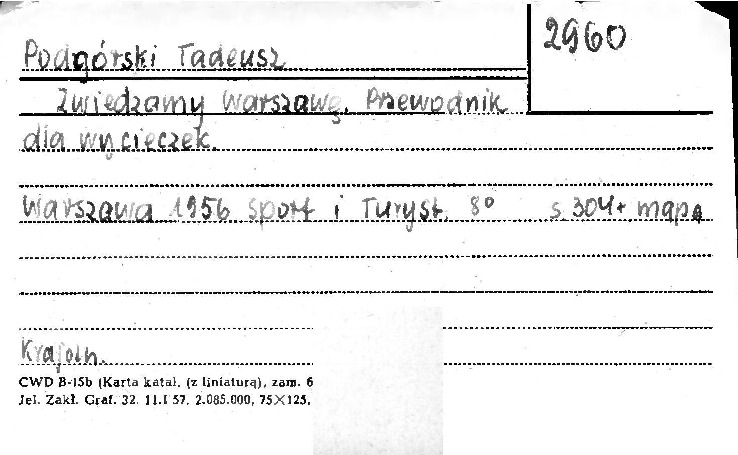 2960
Podgórski Tadeusz
Zwiedzamy Warszawę. Przewodnik
dla wycieczek.
Warszawa 1956 Sport i Turyst. 8° s. 304 + mapa
Krajozn.
CWD B-15b (Karta katal. (z liniaturą), zam. 6
Jel. Zakł. Graf. 32. 11.I 57. 2.085.000, 75×125.